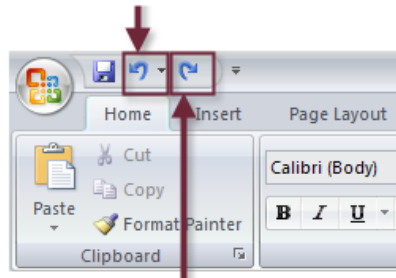 Home Insert Page Layout
Cut
Calibri (Body)
Copy
Paste
B I U
Format Painter
Clipboard